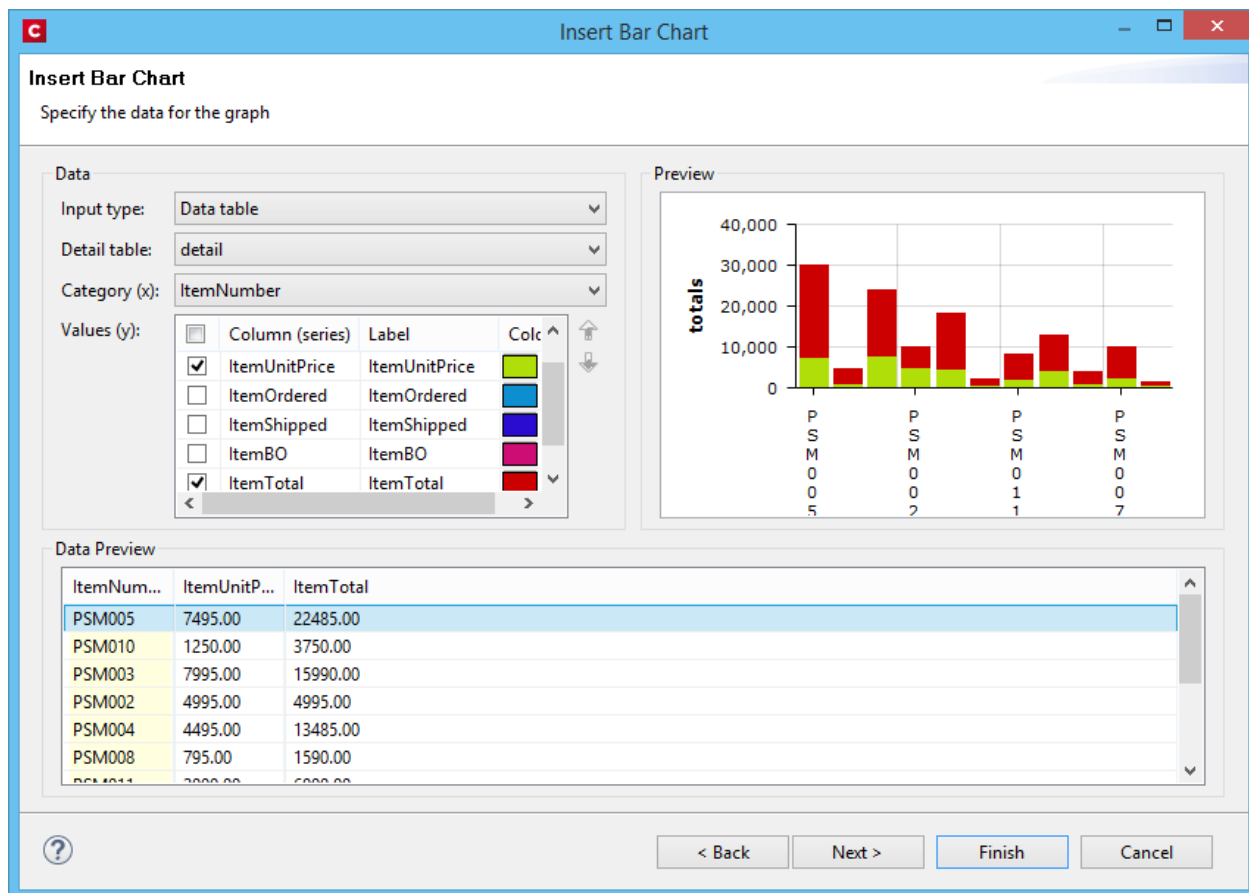 C
Insert Bar Chart
Insert Bar Chart
Specify the data for the graph
Data
Input type: Data table
Detail table: detail
Category (x): ItemNumber
Values (y):
Column (series) Label Colo
ItemUnitPrice ItemUnitPrice
ItemOrdered ItemOrdered
ItemShipped ItemShipped
ItemBO ItemBO
ItemTotal ItemTotal
Preview
totals
40,000
30,000
20,000
10,000
0
PSM005
PSM002
PSM011
PSM007
Data Preview
ItemNum... ItemUnitP... ItemTotal
PSM005 7495.00 22485.00
PSM010 1250.00 3750.00
PSM003 7995.00 15990.00
PSM002 4995.00 4995.00
PSM004 4495.00 13485.00
PSM008 795.00 1590.00
PSM011
?
< Back Next > Finish Cancel